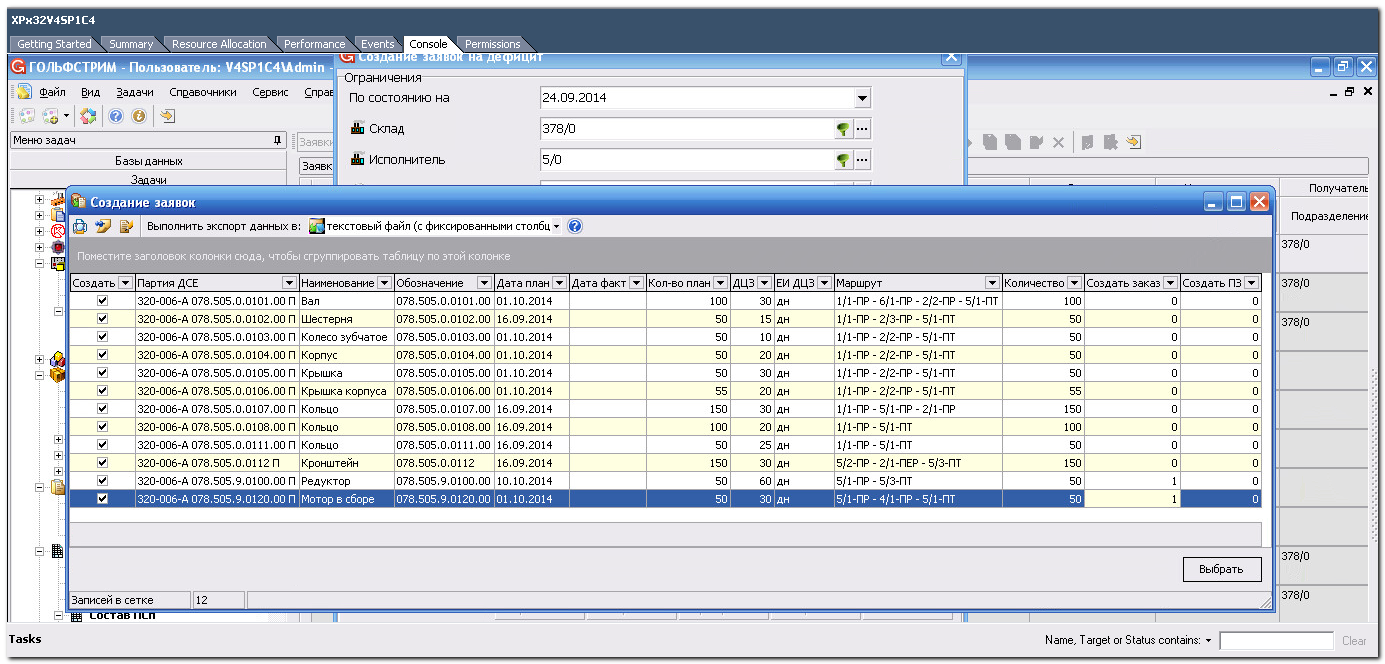 XPx32V4SP1C4
Getting Started Summary Resource Allocation Performance Events Console Permissions
ГОЛЬФСТРИМ - Пользователь: V4SP1C4\Admin -
Создание заявок на дефицит
Файл Вид Задачи Справочники Сервис Справ
Ограничения
По состоянию на 24.09.2014
Склад 378/0
Исполнитель 5/0
Меню задач
Заявки
Базы данных
Заявк
Задачи
Получатель
Подразделение
378/0
378/0
378/0
378/0
378/0
Создание заявок
Выполнить экспорт данных в: текстовый файл (с фиксированными столбц
Поместите заголовок колонки сюда, чтобы сгруппировать таблицу по этой колонке
Создать Партия ДСЕ Наименование Обозначение Дата план Дата факт Кол-во план ДЦЗ ЕИ ДЦЗ Маршрут Количество Создать заказ Создать ПЗ
320-006-А 078.505.0.0101.00 П Вал 078.505.0.0101.00 01.10.2014 100 30 дн 1/1-ПР - 6/1-ПР - 2/2-ПР - 5/1-ПТ 100 0 0
320-006-А 078.505.0.0102.00 П Шестерня 078.505.0.0102.00 16.09.2014 50 15 дн 1/1-ПР - 2/3-ПР - 5/1-ПТ 50 0 0
320-006-А 078.505.0.0103.00 П Колесо зубчатое 078.505.0.0103.00 01.10.2014 50 10 дн 1/1-ПР - 2/2-ПР - 5/1-ПТ 50 0 0
320-006-А 078.505.0.0104.00 П Корпус 078.505.0.0104.00 01.10.2014 50 20 дн 1/1-ПР - 2/2-ПР - 5/1-ПТ 50 0 0
320-006-А 078.505.0.0105.00 П Крышка 078.505.0.0105.00 01.10.2014 50 30 дн 1/1-ПР - 2/2-ПР - 5/1-ПТ 50 0 0
320-006-А 078.505.0.0106.00 П Крышка корпуса 078.505.0.0106.00 01.10.2014 55 20 дн 1/1-ПР - 2/2-ПР - 5/1-ПТ 55 0 0
320-006-А 078.505.0.0107.00 П Кольцо 078.505.0.0107.00 16.09.2014 150 30 дн 1/1-ПР - 5/1-ПР - 2/1-ПР 150 0 0
320-006-А 078.505.0.0108.00 П Кольцо 078.505.0.0108.00 16.09.2014 100 20 дн 1/1-ПР - 5/1-ПТ 100 0 0
320-006-А 078.505.0.0111.00 П Кольцо 078.505.0.0111.00 16.09.2014 50 25 дн 1/1-ПР - 5/1-ПТ 50 0 0
320-006-А 078.505.0.0112 П Кронштейн 078.505.0.0112 16.09.2014 150 30 дн 5/2-ПР - 2/1-ПЕР - 5/3-ПТ 150 0 0
320-006-А 078.505.9.0100.00 П Редуктор 078.505.9.0100.00 10.10.2014 50 60 дн 5/1-ПР - 5/3-ПТ 50 1 0
320-006-А 078.505.9.0120.00 П Мотор в сборе 078.505.9.0120.00 01.10.2014 50 30 дн 5/1-ПР - 4/1-ПР - 5/1-ПТ 50 1 0
Выбрать
Записей в сетке 12
Состав ПСп
Tasks Name, Target or Status contains: Clear